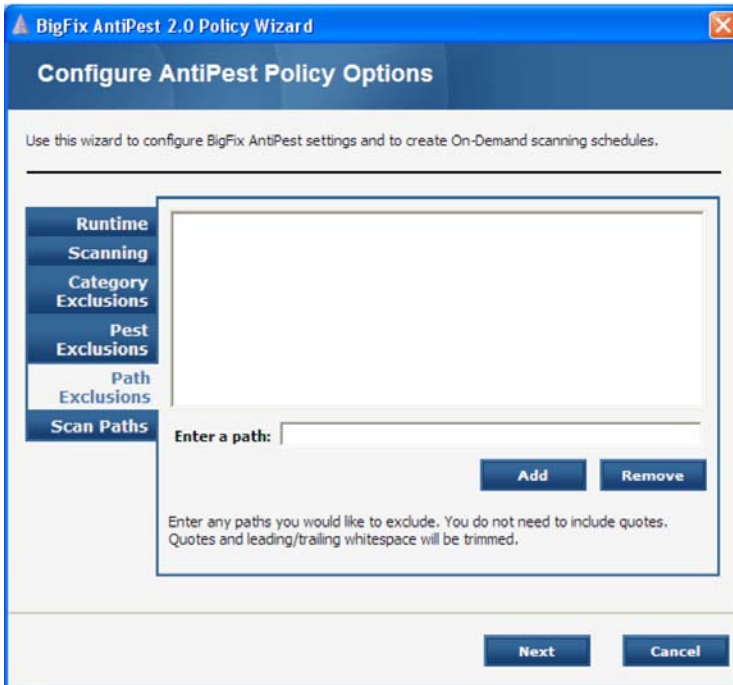 BigFix AntiPest 2.0 Policy Wizard
Configure AntiPest Policy Options
Use this wizard to configure BigFix AntiPest settings and to create On-Demand scanning schedules.
Runtime
Scanning
Category
Exclusions
Pest
Exclusions
Path
Exclusions
Scan Paths
Enter a path:
Add
Remove
Enter any paths you would like to exclude. You do not need to include quotes.
Quotes and leading/trailing whitespace will be trimmed.
Next
Cancel